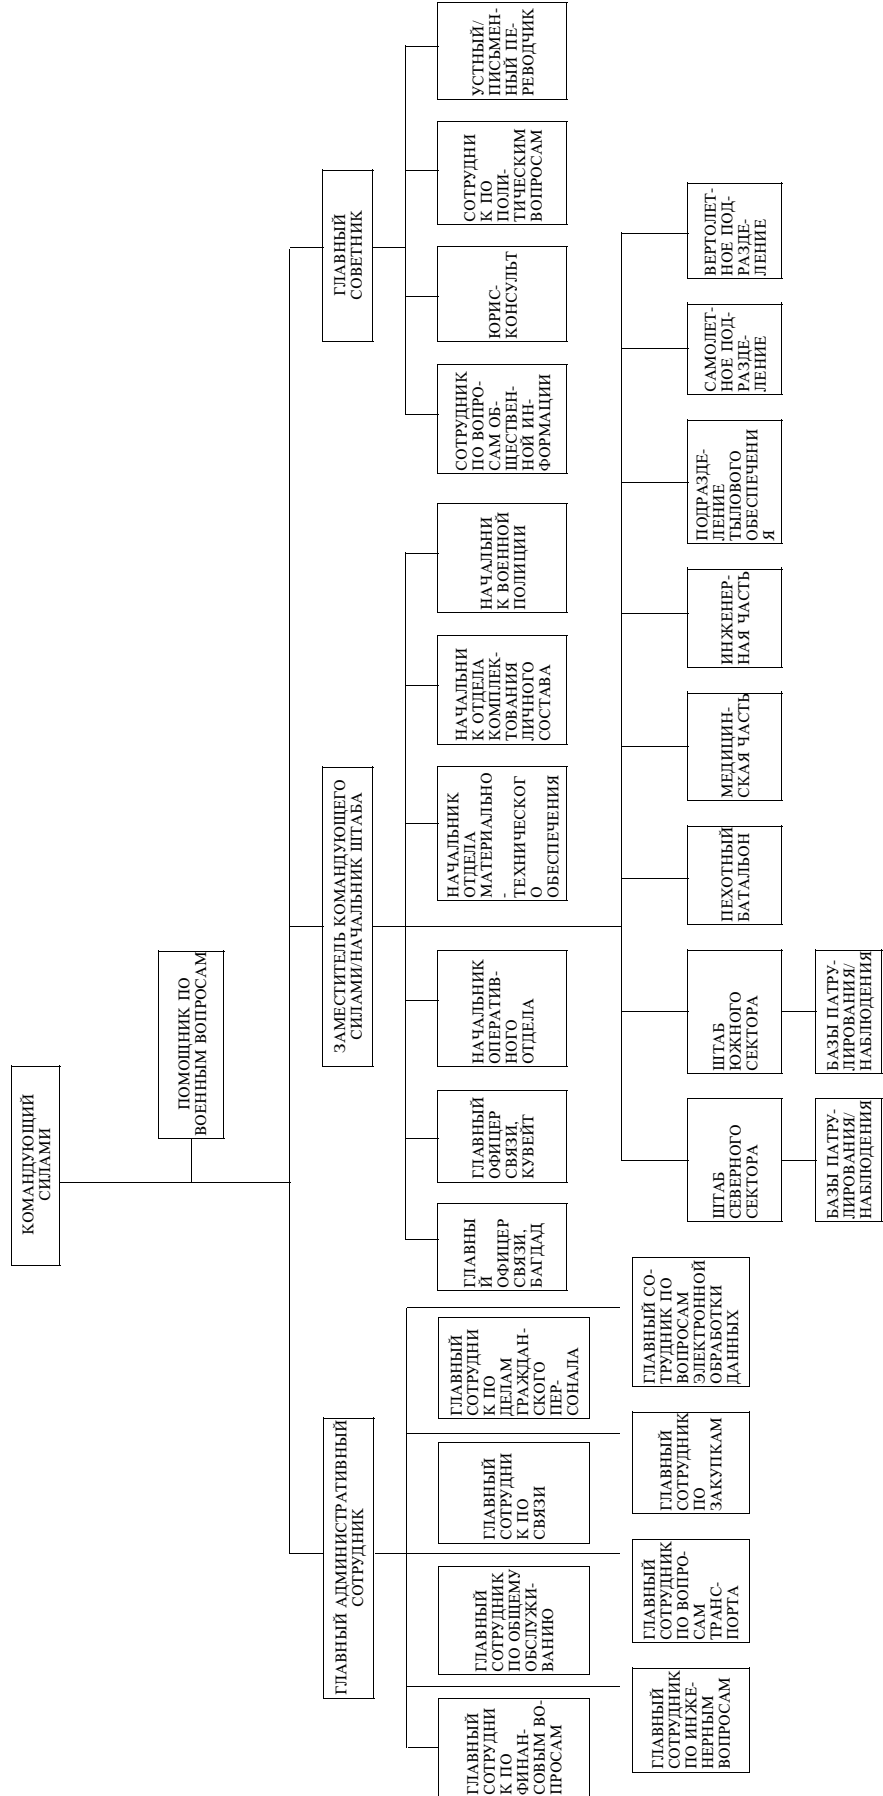 КОМАНДУЮЩИЙ
СИЛАМИ
ПОМОЩНИК ПО
ВОЕННЫМ ВОПРОСАМ
ГЛАВНЫЙ АДМИНИСТРАТИВНЫЙ
СОТРУДНИК
ЗАМЕСТИТЕЛЬ КОМАНДУЮЩЕГО
СИЛАМИ/НАЧАЛЬНИК ШТАБА
ГЛАВНЫЙ
СОВЕТНИК
ГЛАВНЫЙ
СОТРУДНИ
К ПО
ФИНАН-
СОВЫМ ВО-
ПРОСАМ
ГЛАВНЫЙ
СОТРУДНИК
ПО ОБЩЕМУ
ОБСЛУЖИ-
ВАНИЮ
ГЛАВНЫЙ
СОТРУДНИ
К ПО
СВЯЗИ
ГЛАВНЫЙ
СОТРУДНИ
К ПО
ДЕЛАМ
ГРАЖДАН-
СКОГО
ПЕР-
СОНАЛА
ГЛАВНЫ
Й
ОФИЦЕР
СВЯЗИ,
БАГДАД
ГЛАВНЫЙ
ОФИЦЕР
СВЯЗИ,
КУВЕЙТ
НАЧАЛЬНИК
ОПЕРАТИВ-
НОГО
ОТДЕЛА
НАЧАЛЬНИК
ОТДЕЛА
МАТЕРИАЛЬНО
-
ТЕХНИЧЕСКОГ
О
ОБЕСПЕЧЕНИЯ
НАЧАЛЬНИ
К ОТДЕЛА
КОМПЛЕК-
ТОВАНИЯ
ЛИЧНОГО
СОСТАВА
НАЧАЛЬНИ
К ВОЕННОЙ
ПОЛИЦИИ
СОТРУДНИК
ПО ВОПРО-
САМ ОБ-
ЩЕСТВЕН-
НОЙ ИН-
ФОРМАЦИИ
ЮРИС-
КОНСУЛЬТ
СОТРУДНИ
К ПО
ПОЛИ-
ТИЧЕСКИМ
ВОПРОСАМ
УСТНЫЙ/
ПИСЬМЕН-
НЫЙ ПЕ-
РЕВОДЧИК
ГЛАВНЫЙ
СОТРУДНИК
ПО ИНЖЕ-
НЕРНЫМ
ВОПРОСАМ
ГЛАВНЫЙ
СОТРУДНИК
ПО ВОПРО-
САМ
ТРАНС-
ПОРТА
ГЛАВНЫЙ
СОТРУДНИК
ПО
ЗАКУПКАМ
ГЛАВНЫЙ СО-
ТРУДНИК ПО
ВОПРОСАМ
ЭЛЕКТРОННОЙ
ОБРАБОТКИ
ДАННЫХ
ШТАБ
СЕВЕРНОГО
СЕКТОРА
ШТАБ
ЮЖНОГО
СЕКТОРА
ПЕХОТНЫЙ
БАТАЛЬОН
МЕДИЦИН-
СКАЯ ЧАСТЬ
ИНЖЕНЕР-
НАЯ ЧАСТЬ
ПОДРАЗДЕ-
ЛЕНИЕ
ТЫЛОВОГО
ОБЕСПЕЧЕНИ
Я
САМОЛЕТ-
НОЕ ПОД-
РАЗДЕ-
ЛЕНИЕ
ВЕРТОЛЕТ-
НОЕ ПОД-
РАЗДЕ-
ЛЕНИЕ
БАЗЫ ПАТРУ-
ЛИРОВАНИЯ/
НАБЛЮДЕНИЯ
БАЗЫ ПАТРУ-
ЛИРОВАНИЯ/
НАБЛЮДЕНИЯ